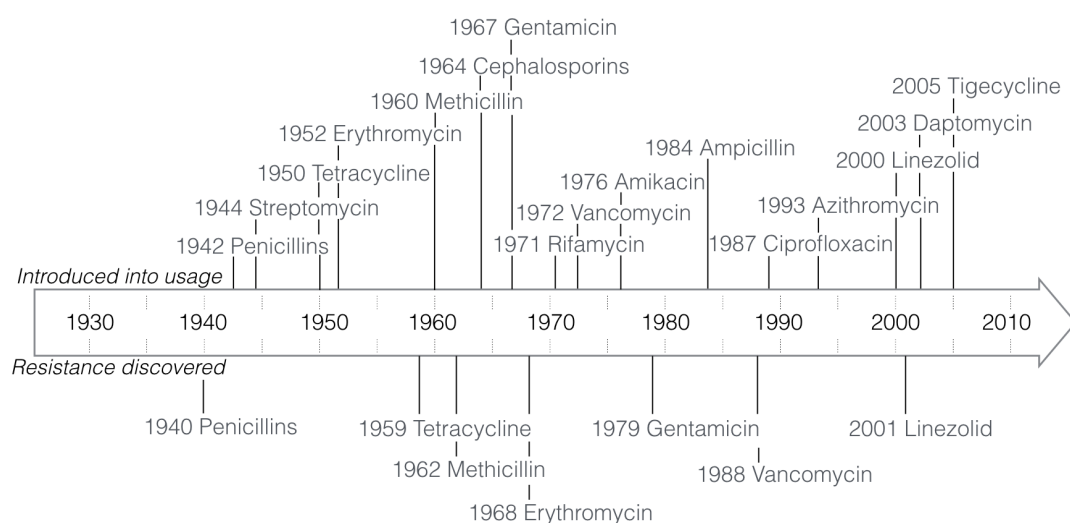 1967 Gentamicin
1964 Cephalosporins
2005 Tigecycline
1960 Methicillin
2003 Daptomycin
1952 Erythromycin
1984 Ampicillin
2000 Linezolid
1950 Tetracycline
1976 Amikacin
1944 Streptomycin
1972 Vancomycin
1993 Azithromycin
1942 Penicillins
1971 Rifamycin
1987 Ciprofloxacin
Introduced into usage
1930 1940 1950 1960 1970 1980 1990 2000 2010
Resistance discovered
1940 Penicillins
1959 Tetracycline
1979 Gentamicin
2001 Linezolid
1962 Methicillin
1988 Vancomycin
1968 Erythromycin